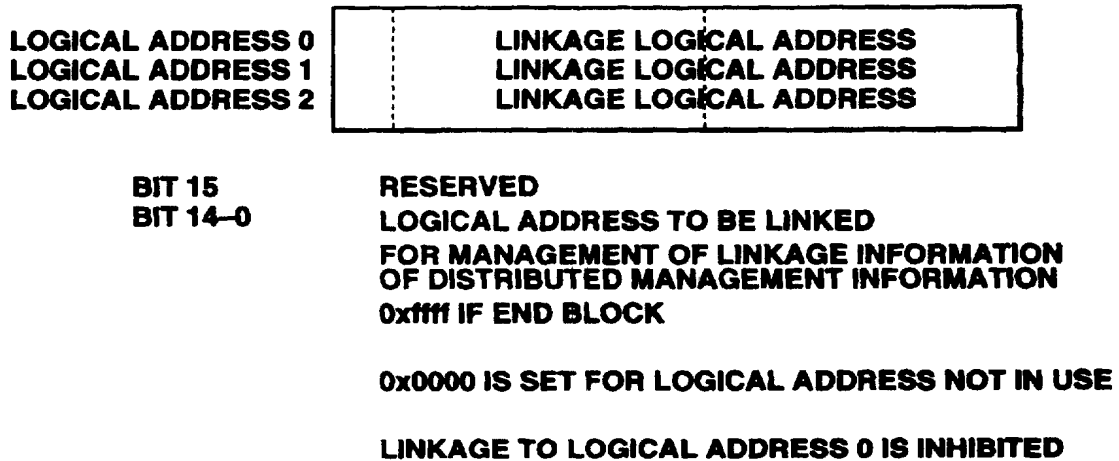 LOGICAL ADDRESS 0 LINKAGE LOGICAL ADDRESS
LOGICAL ADDRESS 1 LINKAGE LOGICAL ADDRESS
LOGICAL ADDRESS 2 LINKAGE LOGICAL ADDRESS
BIT 15 RESERVED
BIT 14–0 LOGICAL ADDRESS TO BE LINKED
FOR MANAGEMENT OF LINKAGE INFORMATION
OF DISTRIBUTED MANAGEMENT INFORMATION
0xffff IF END BLOCK
0x0000 IS SET FOR LOGICAL ADDRESS NOT IN USE
LINKAGE TO LOGICAL ADDRESS 0 IS INHIBITED